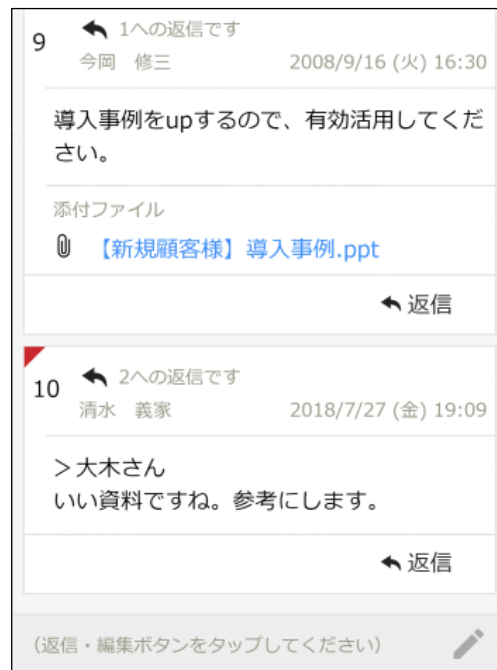 9
1への返信です
今岡 修三 2008/9/16 (火) 16:30
導入事例をupするので、有効活用してくだ
さい。
添付ファイル
【新規顧客様】導入事例.ppt
返信
10
2への返信です
清水 義家 2018/7/27 (金) 19:09
＞大木さん
いい資料ですね。参考にします。
返信
（返信・編集ボタンをタップしてください）